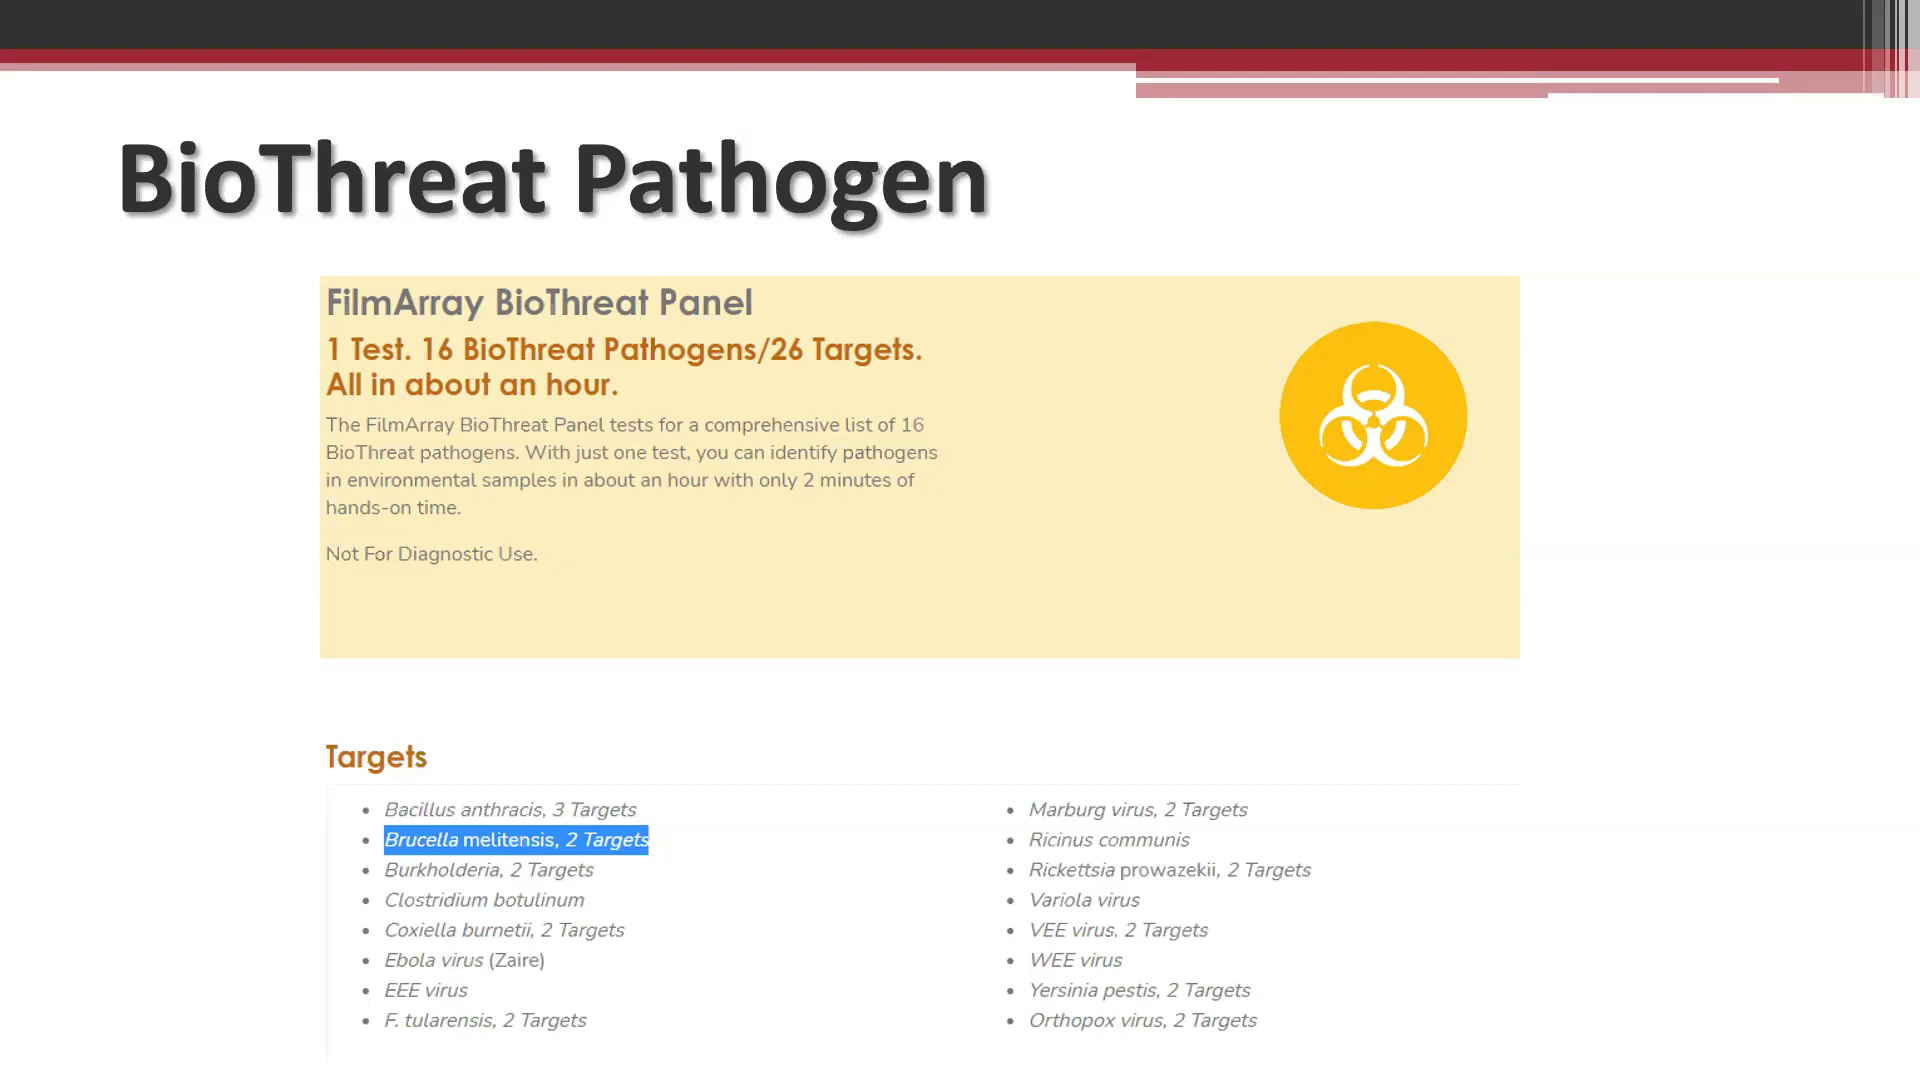 BioThreat Pathogen
FilmArray BioThreat Panel
1 Test. 16 BioThreat Pathogens/26 Targets.
All in about an hour.
The FilmArray BioThreat Panel tests for a comprehensive list of 16
BioThreat pathogens. With just one test, you can identify pathogens
in environmental samples in about an hour with only 2 minutes of
hands-on time.
Not For Diagnostic Use.
Targets
• Bacillus anthracis, 3 Targets
• Brucella melitensis, 2 Targets
• Burkholderia, 2 Targets
• Clostridium botulinum
• Coxiella burnetii, 2 Targets
• Ebola virus (Zaire)
• EEE virus
• F. tularensis, 2 Targets
• Marburg virus, 2 Targets
• Ricinus communis
• Rickettsia prowazekii, 2 Targets
• Variola virus
• VEE virus, 2 Targets
• WEE virus
• Yersinia pestis, 2 Targets
• Orthopox virus, 2 Targets